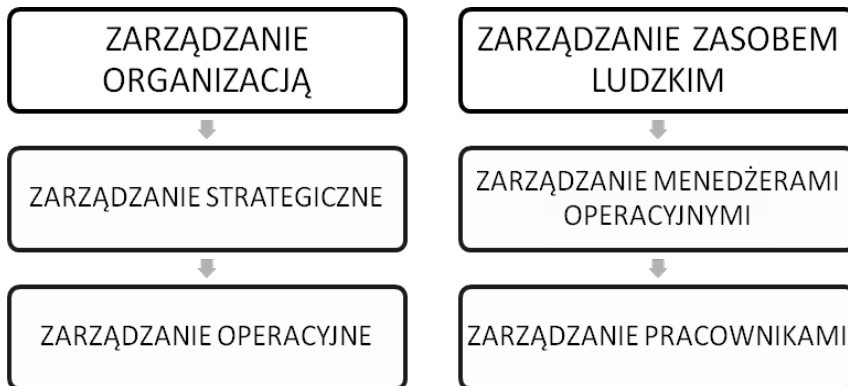 ZARZĄDZANIE
ORGANIZACJĄ
ZARZĄDZANIE STRATEGICZNE
ZARZĄDZANIE OPERACYJNE
ZARZĄDZANIE ZASOBEM
LUDZKIM
ZARZĄDZANIE MENEDŻERAMI
OPERACYJNYMI
ZARZĄDZANIE PRACOWNIKAMI